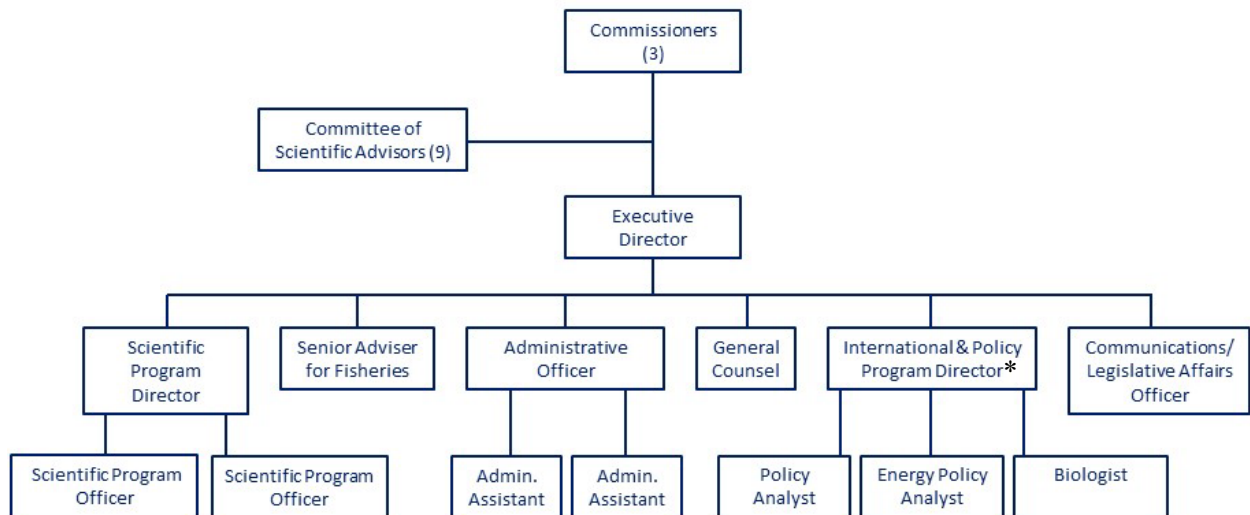 Commissioners
(3)
Committee of
Scientific Advisors (9)
Executive
Director
Scientific
Program
Director
Senior Adviser
for Fisheries
Administrative
Officer
General
Counsel
International & Policy
Program Director*
Communications/
Legislative Affairs
Officer
Scientific Program
Officer
Scientific Program
Officer
Admin.
Assistant
Admin.
Assistant
Policy
Analyst
Energy Policy
Analyst
Biologist